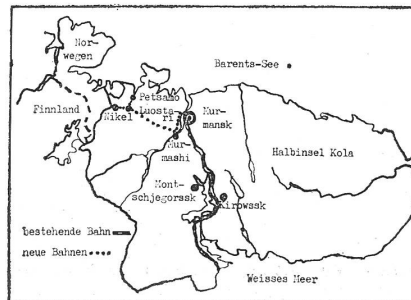 Nor-
wegen
Barents-See
Finnland
Petsamo
Luosta-
ri
Nikel
Mur-
mansk
Mur-
mashi
Halbinsel Kola
Mont-
schjegorssk
Kirowssk
bestehende Bahn
neue Bahnen
Weisses Meer